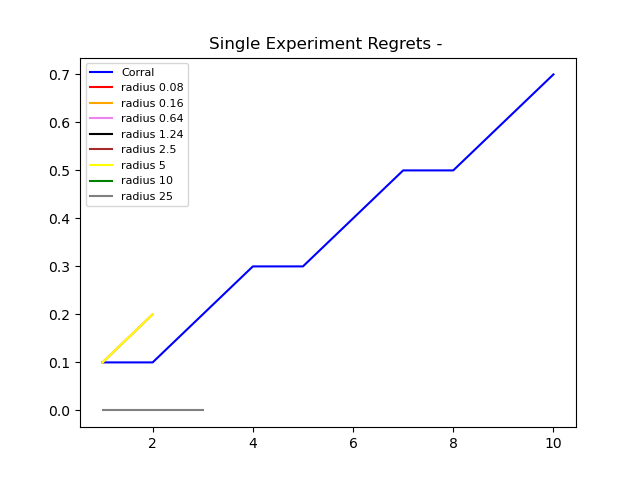 Single Experiment Regrets -
0.7
0.6
0.5
0.4
0.3
0.2
0.1
0.0
Corral
radius 0.08
radius 0.16
radius 0.64
radius 1.24
radius 2.5
radius 5
radius 10
radius 25
2 4 6 8 10